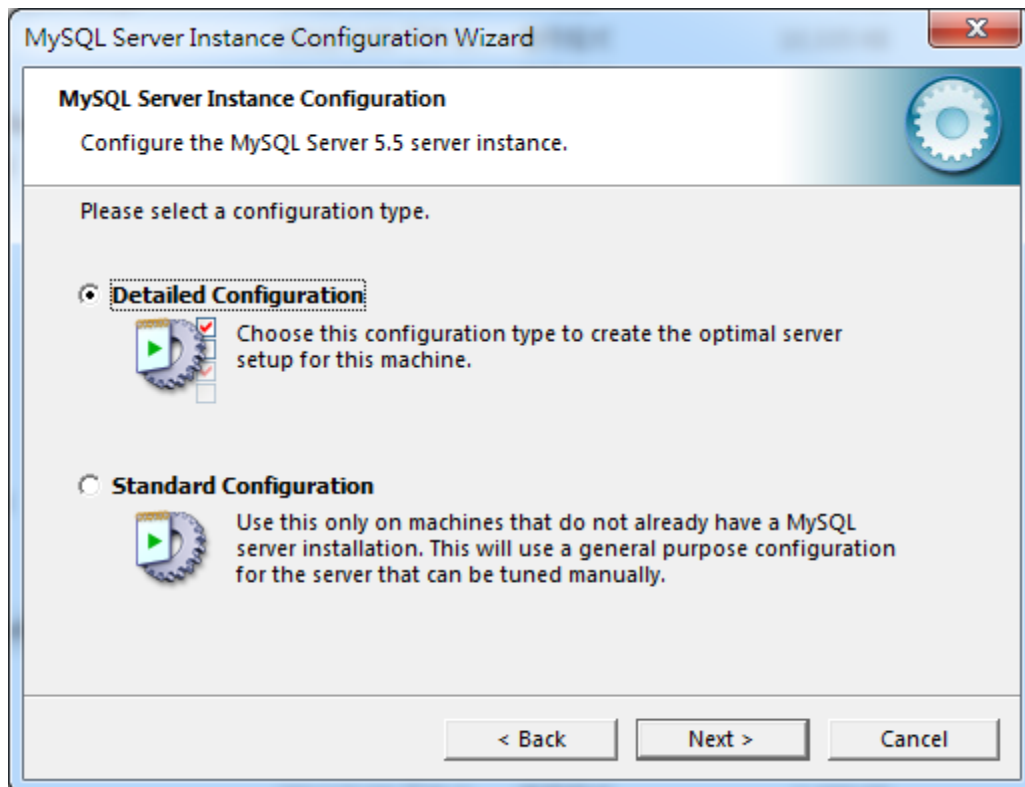 MySQL Server Instance Configuration Wizard
MySQL Server Instance Configuration
Configure the MySQL Server 5.5 server instance.
Please select a configuration type.
Detailed Configuration
Choose this configuration type to create the optimal server
setup for this machine.
Standard Configuration
Use this only on machines that do not already have a MySQL
server installation. This will use a general purpose configuration
for the server that can be tuned manually.
< Back
Next >
Cancel